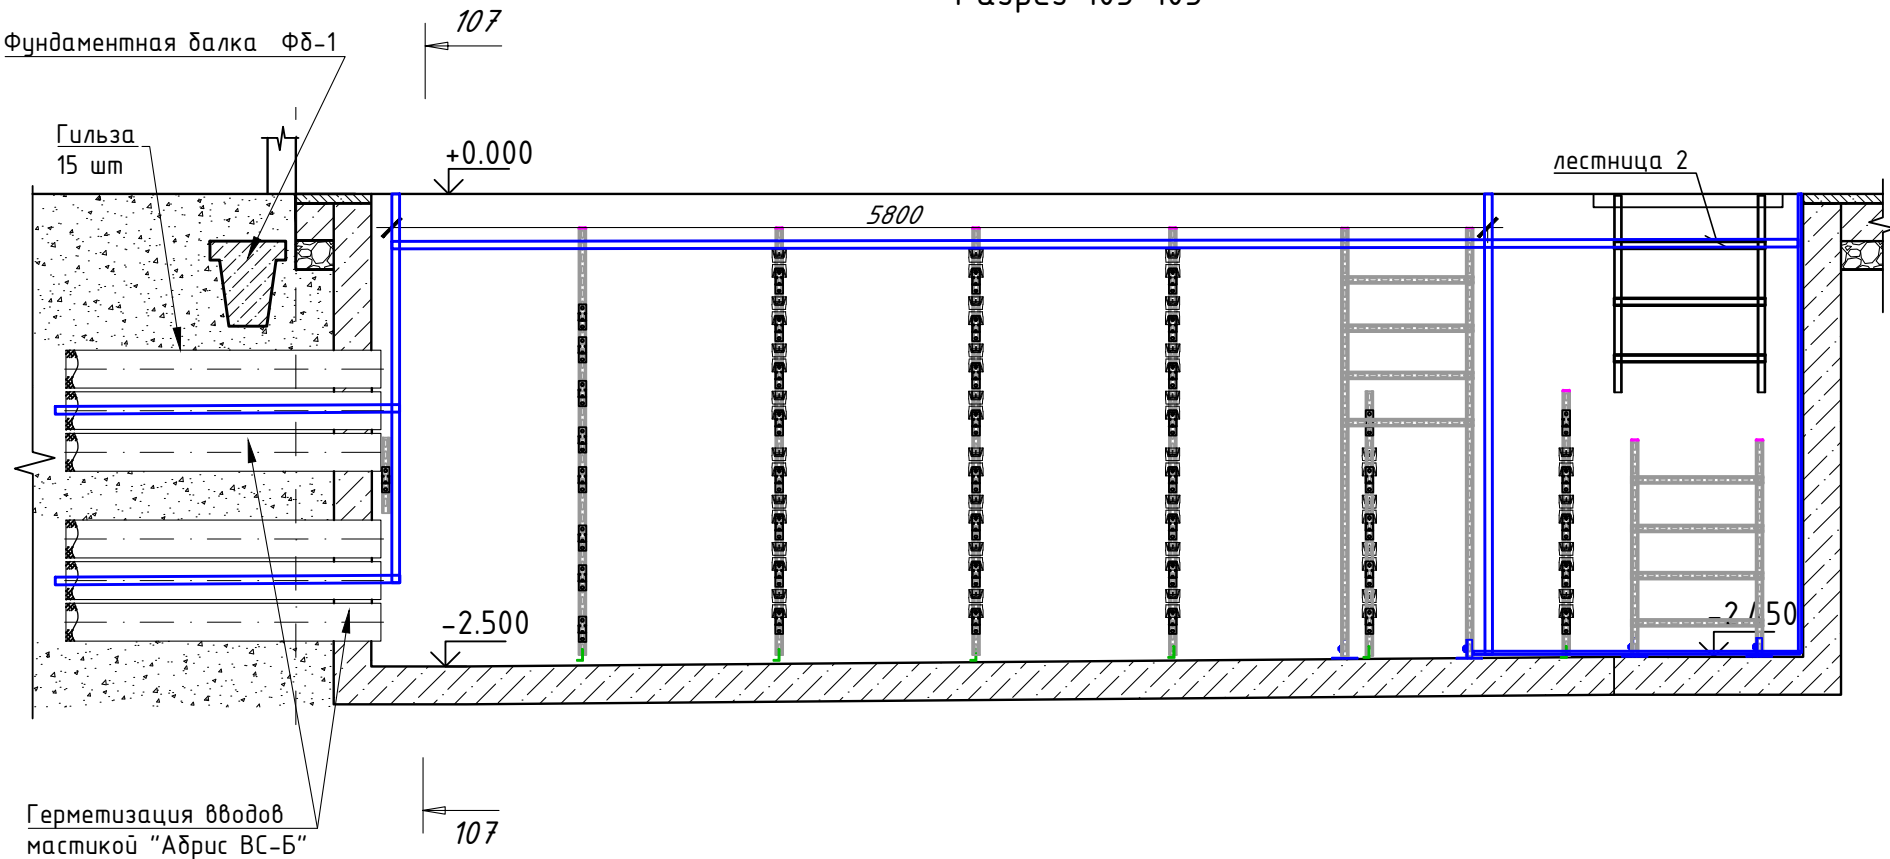 107
Фундаментная балка Фб-1
Гильза
15 шт
+0.000
лестница 2
5800
-2.500
Герметизация вводов
мастикой "Абрис ВС-Б"
107